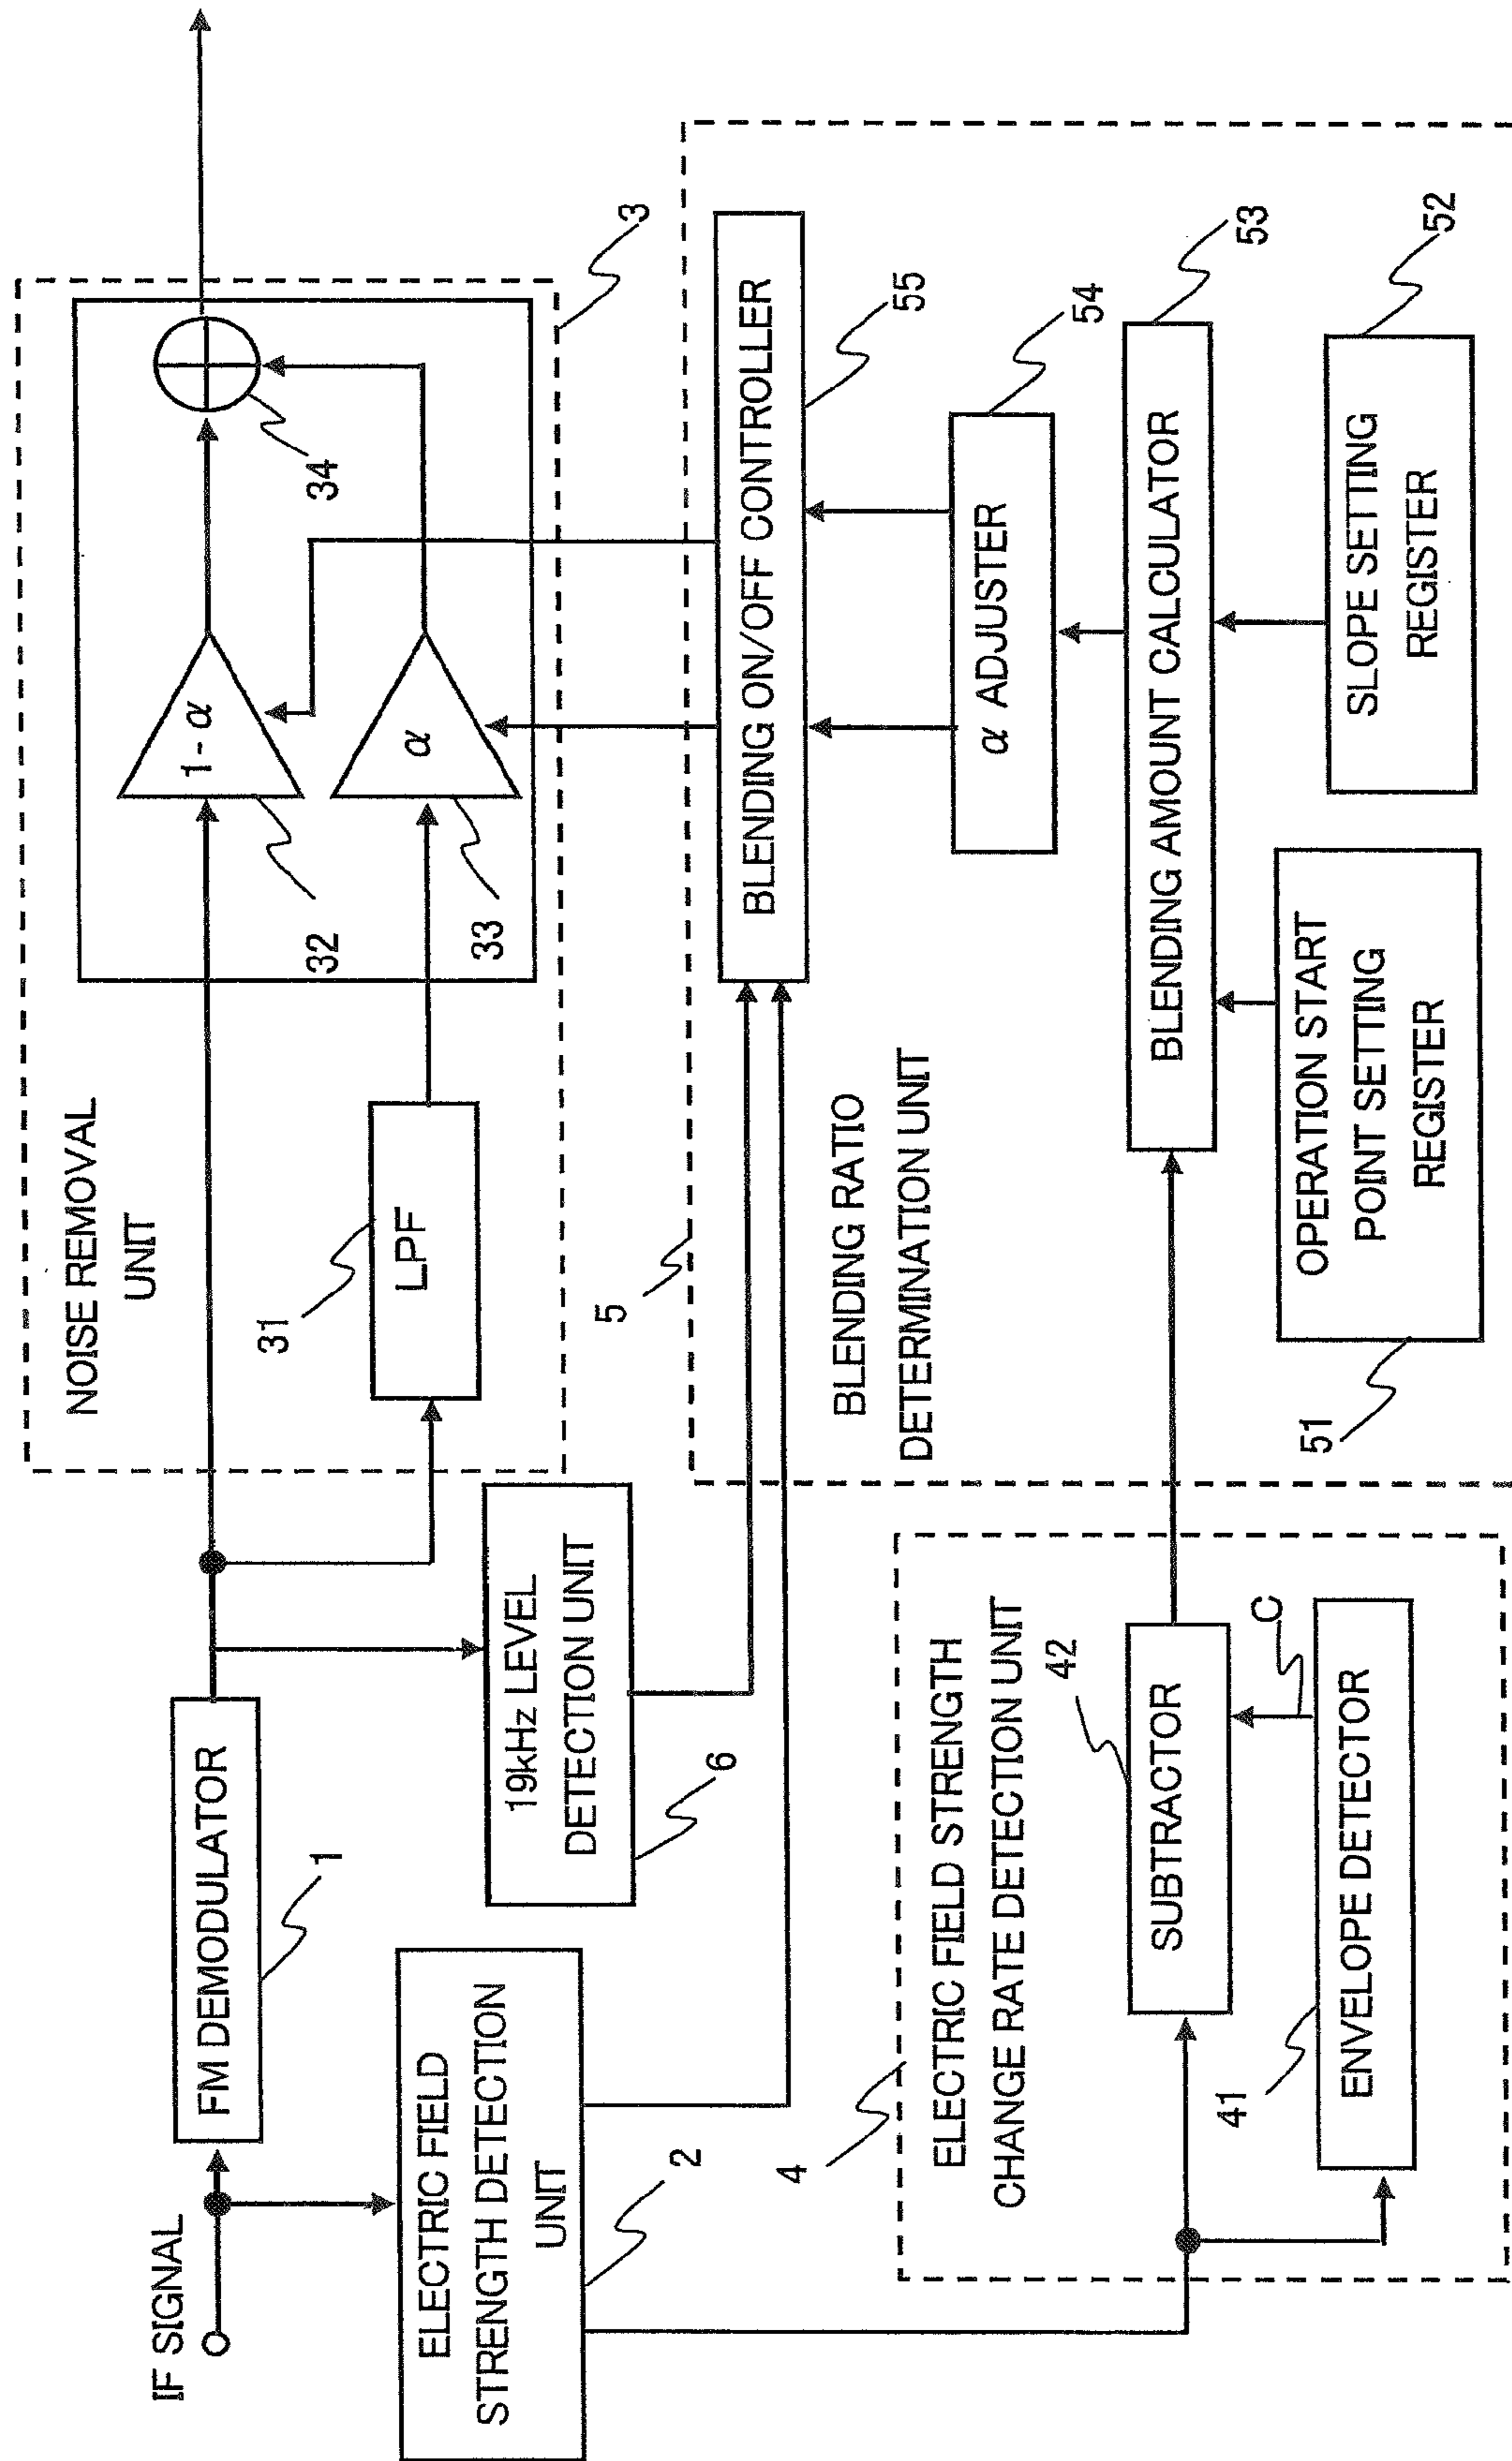 IF SIGNAL
FM DEMODULATOR
1
ELECTRIC FIELD
STRENGTH DETECTION
UNIT
2
19kHz LEVEL
DETECTION UNIT
6
NOISE REMOVAL
UNIT
3
LPF
31
1-α
32
α
33
34
ELECTRIC FIELD STRENGTH
CHANGE RATE DETECTION UNIT
4
SUBTRACTOR
42
C
ENVELOPE DETECTOR
41
BLENDING RATIO
DETERMINATION UNIT
5
BLENDING ON/OFF CONTROLLER
55
α ADJUSTER
54
BLENDING AMOUNT CALCULATOR
53
OPERATION START
POINT SETTING
REGISTER
51
SLOPE SETTING
REGISTER
52